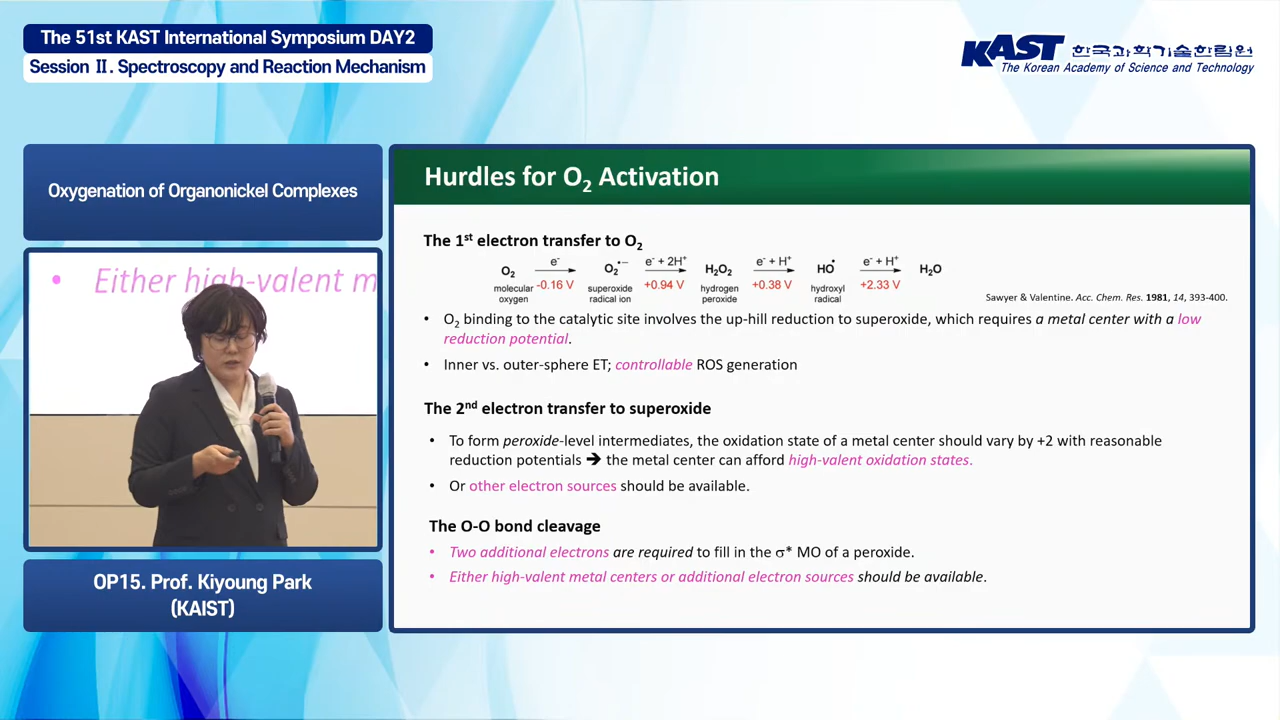 The 51st KAST International Symposium DAY2
Session Ⅱ. Spectroscopy and Reaction Mechanism
KAST 한국과학기술한림원
The Korean Academy of Science and Technology
Oxygenation of Organonickel Complexes
• Either high-valent m
OP15. Prof. Kiyoung Park
(KAIST)
Hurdles for O₂ Activation
The 1ˢᵗ electron transfer to O₂
O₂ e⁻ O₂•⁻ e⁻ + 2H⁺ H₂O₂ e⁻ + H⁺ HO• e⁻ + H⁺ H₂O
molecular oxygen -0.16 V superoxide radical ion +0.94 V hydrogen peroxide +0.38 V hydroxyl radical +2.33 V
Sawyer & Valentine. Acc. Chem. Res. 1981, 14, 393-400.
• O₂ binding to the catalytic site involves the up-hill reduction to superoxide, which requires a metal center with a low
reduction potential.
• Inner vs. outer-sphere ET; controllable ROS generation
The 2ⁿᵈ electron transfer to superoxide
• To form peroxide-level intermediates, the oxidation state of a metal center should vary by +2 with reasonable
reduction potentials ➔ the metal center can afford high-valent oxidation states.
• Or other electron sources should be available.
The O-O bond cleavage
• Two additional electrons are required to fill in the σ* MO of a peroxide.
• Either high-valent metal centers or additional electron sources should be available.